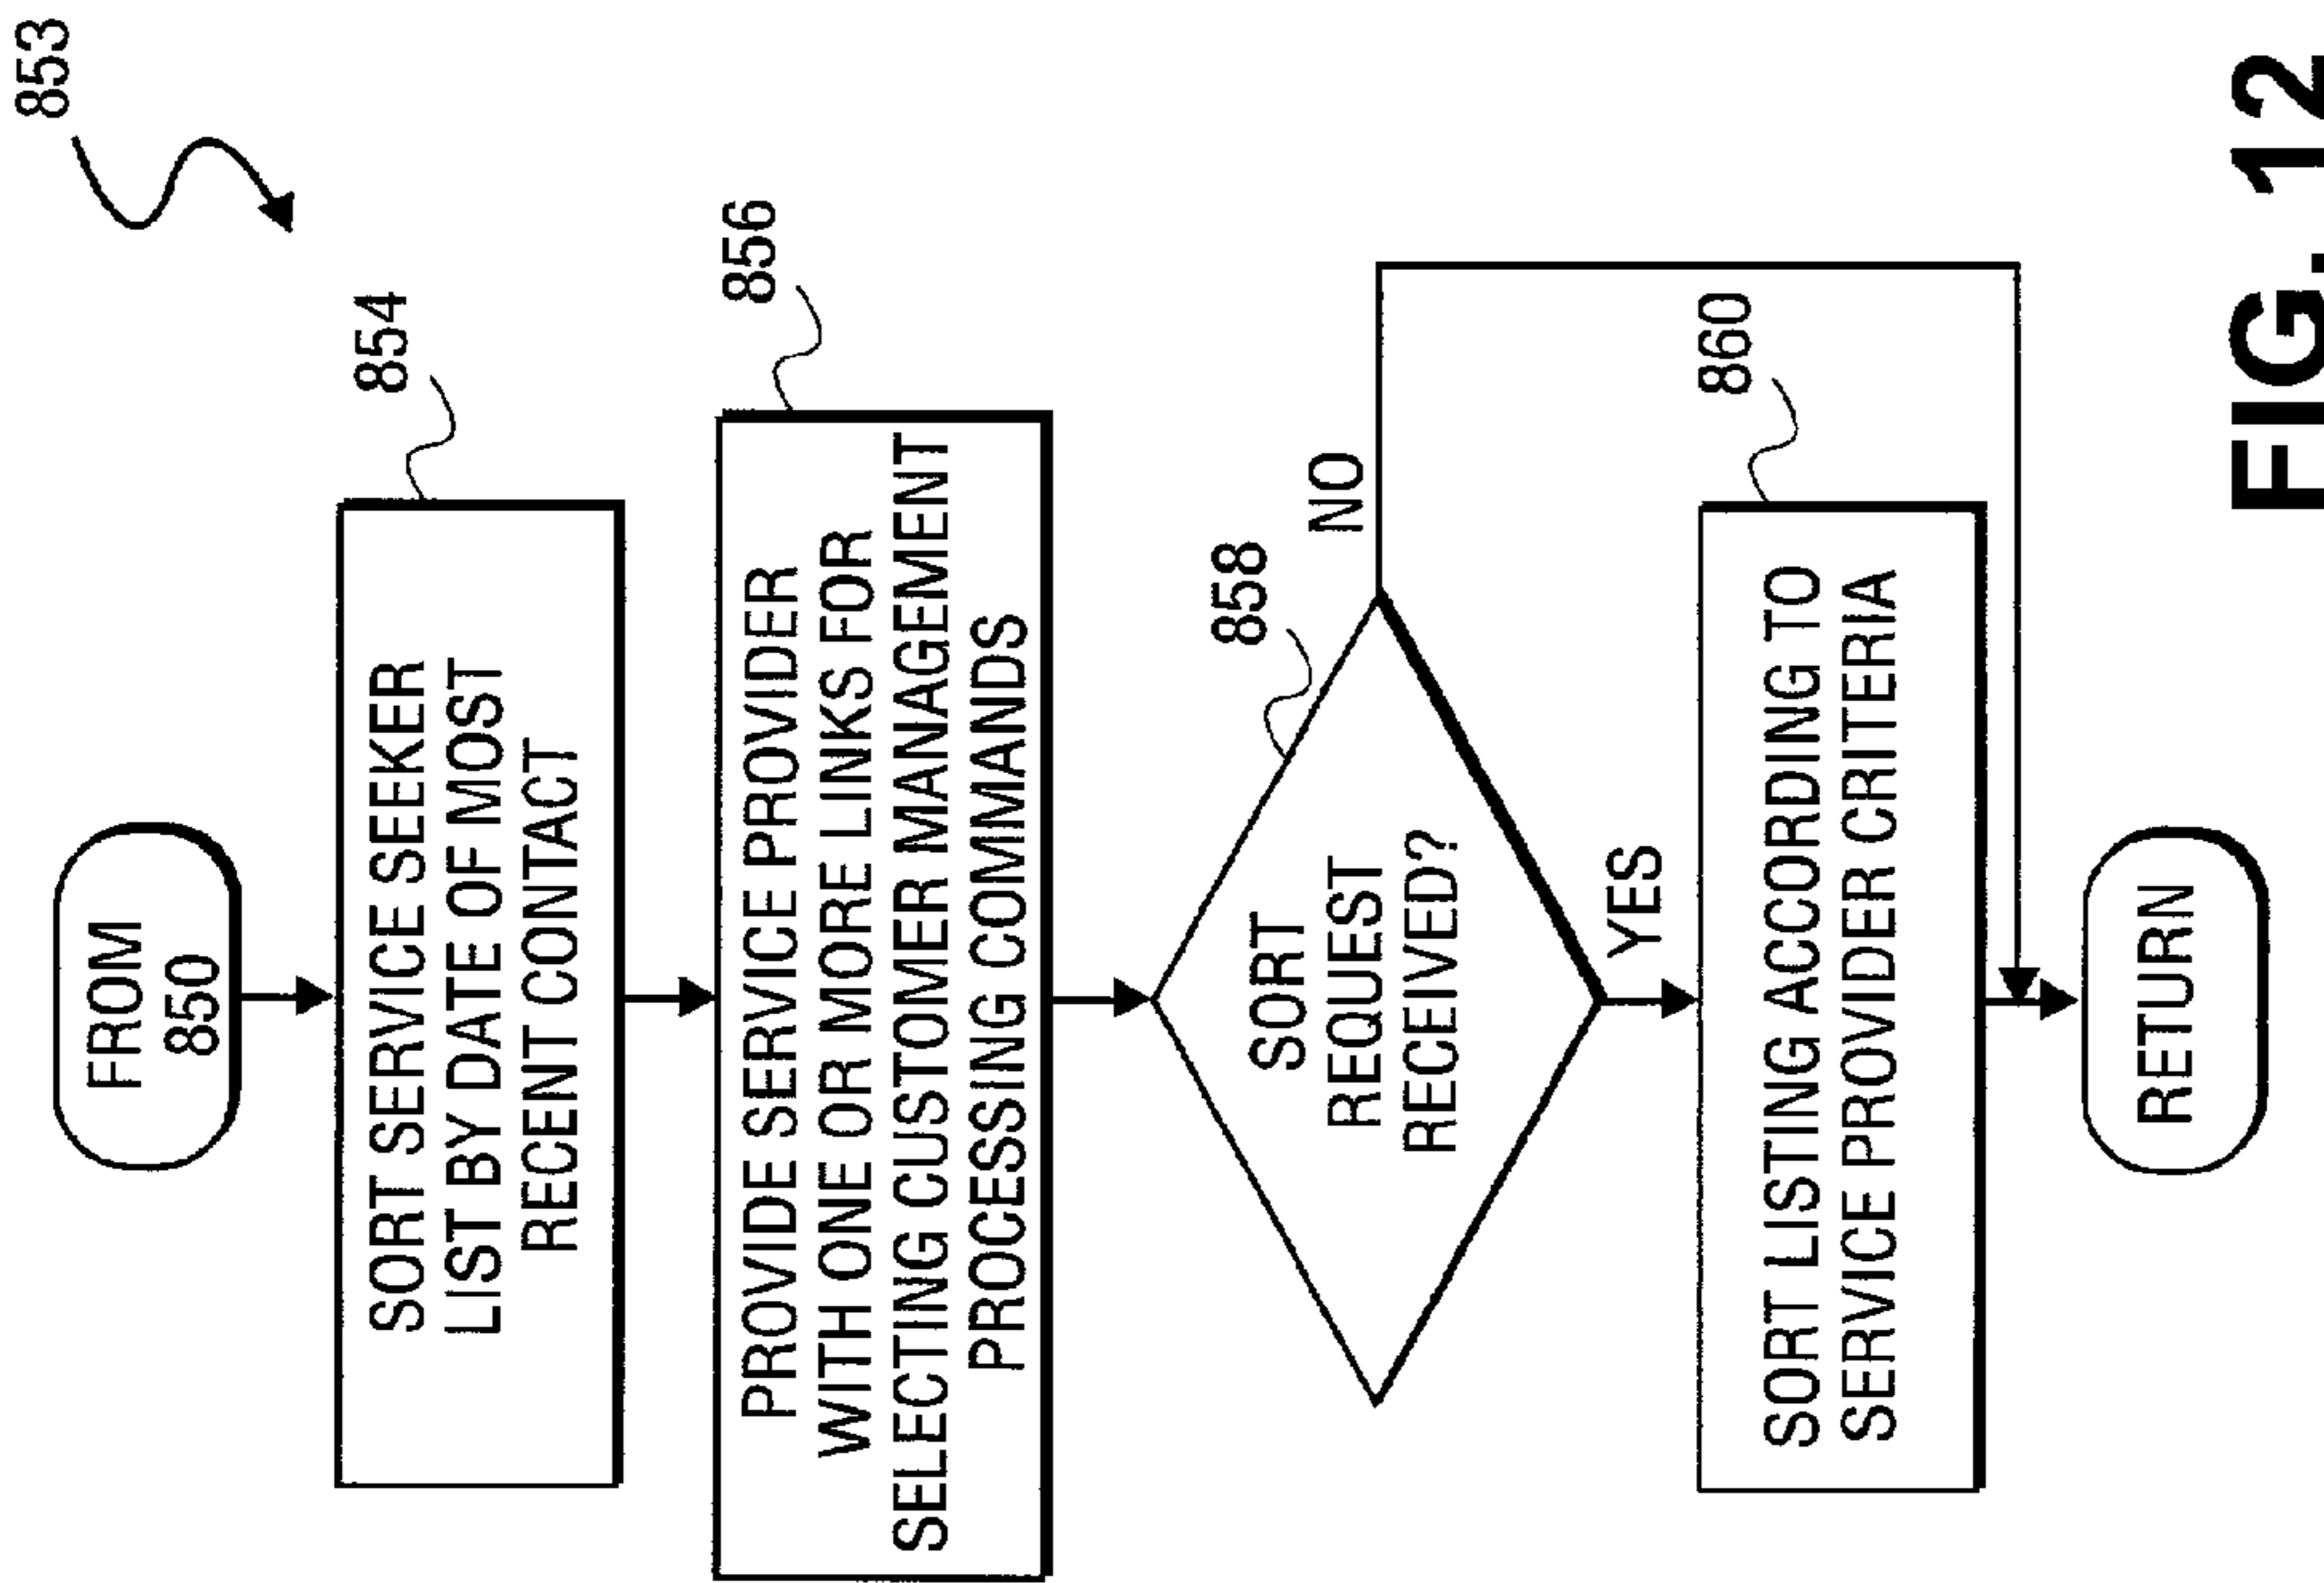 853
FROM
850
854
SORT SERVICE SEEKER
LIST BY DATE OF MOST
RECENT CONTACT
856
PROVIDE SERVICE PROVIDER
WITH ONE OR MORE LINKS FOR
SELECTING CUSTOMER MANAGEMENT
PROCESSING COMMANDS
858
SORT
REQUEST
RECEIVED?
NO
YES
860
SORT LISTING ACCORDING TO
SERVICE PROVIDER CRITERIA
RETURN
FIG. 12